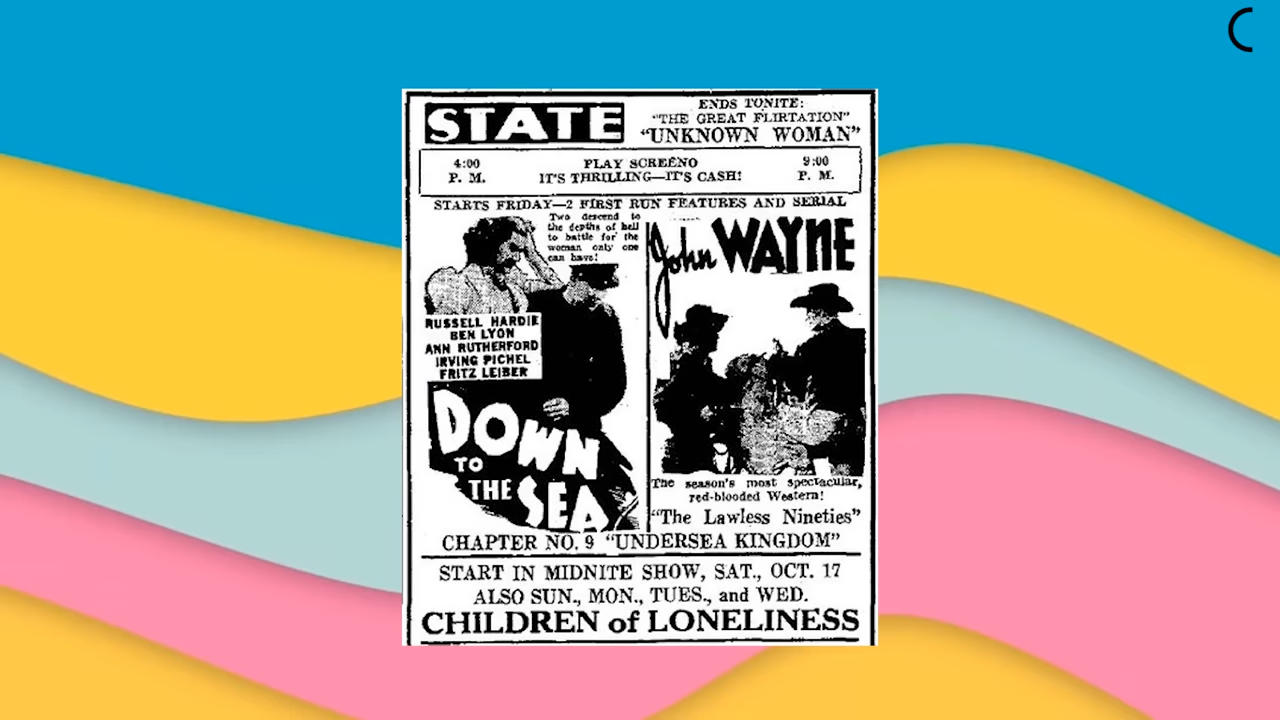 STATE
ENDS TONITE:
"THE GREAT FLIRTATION"
"UNKNOWN WOMAN"
4:00
P. M.
PLAY SCREENO
IT'S THRILLING—IT'S CASH!
9:00
P. M.
STARTS FRIDAY—2 FIRST RUN FEATURES AND SERIAL
Two descend to
the depths of hell
to battle for the
woman only one
can have!
RUSSELL HARDIE
BEN LYON
ANN RUTHERFORD
IRVING PICHEL
FRITZ LEIBER
DOWN
TO
THE SEA
John WAYNE
The season's most spectacular,
red-blooded Western!
"The Lawless Nineties"
CHAPTER NO. 9 "UNDERSEA KINGDOM"
START IN MIDNITE SHOW, SAT., OCT. 17
ALSO SUN., MON., TUES., and WED.
CHILDREN of LONELINESS